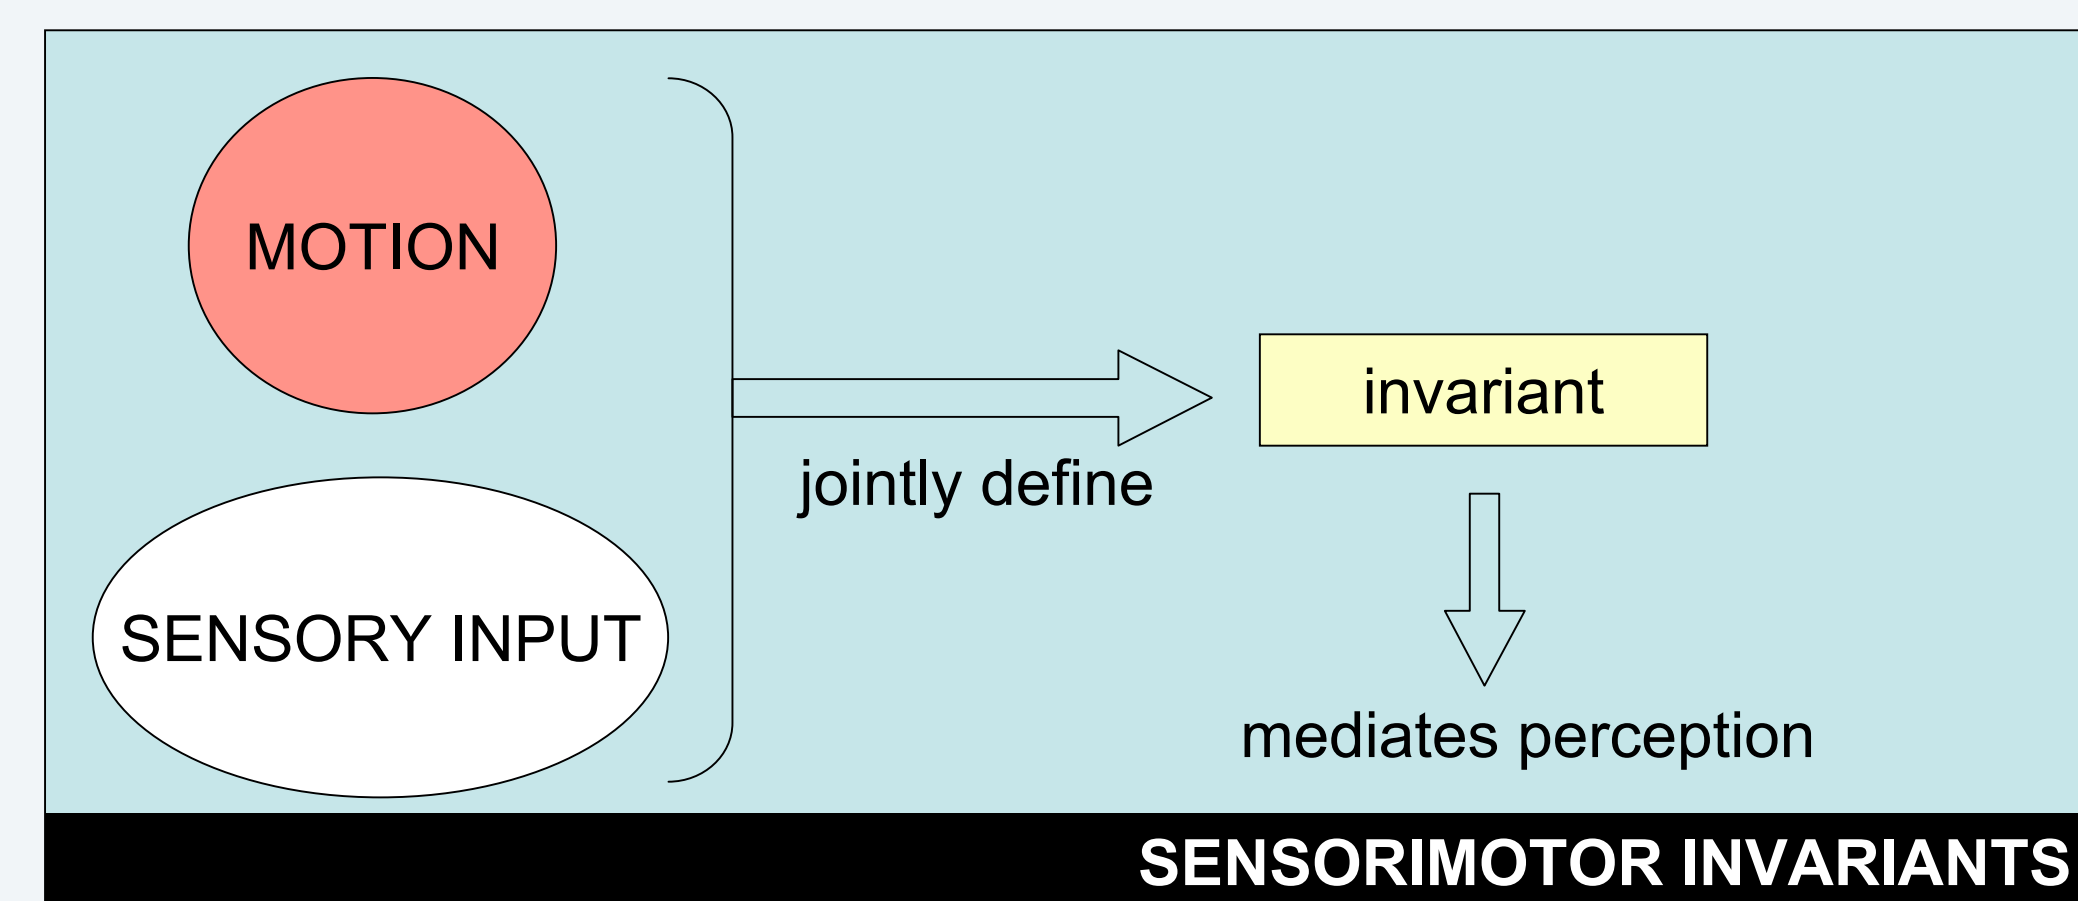 MOTION
invariant
jointly define
SENSORY INPUT
mediates perception
SENSORIMOTOR INVARIANTS